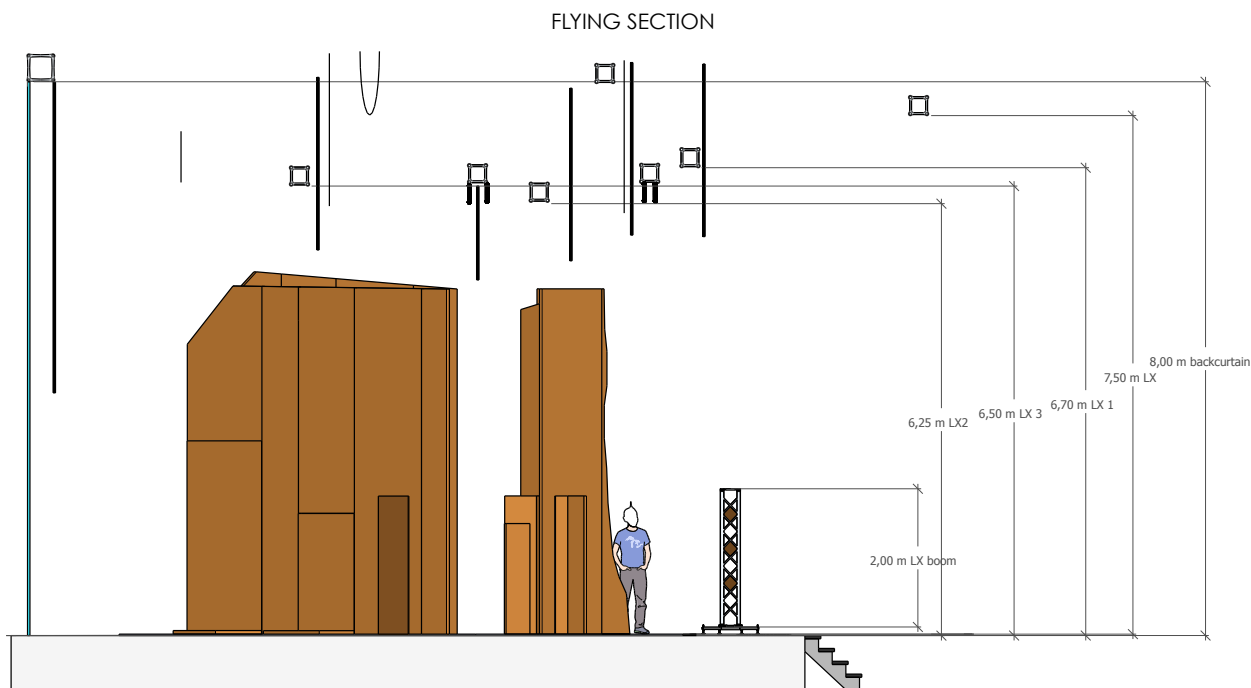 FLYING SECTION
8,00 m backcurtain
7,50 m LX
6,70 m LX 1
6,50 m LX 3
6,25 m LX2
2,00 m LX boom